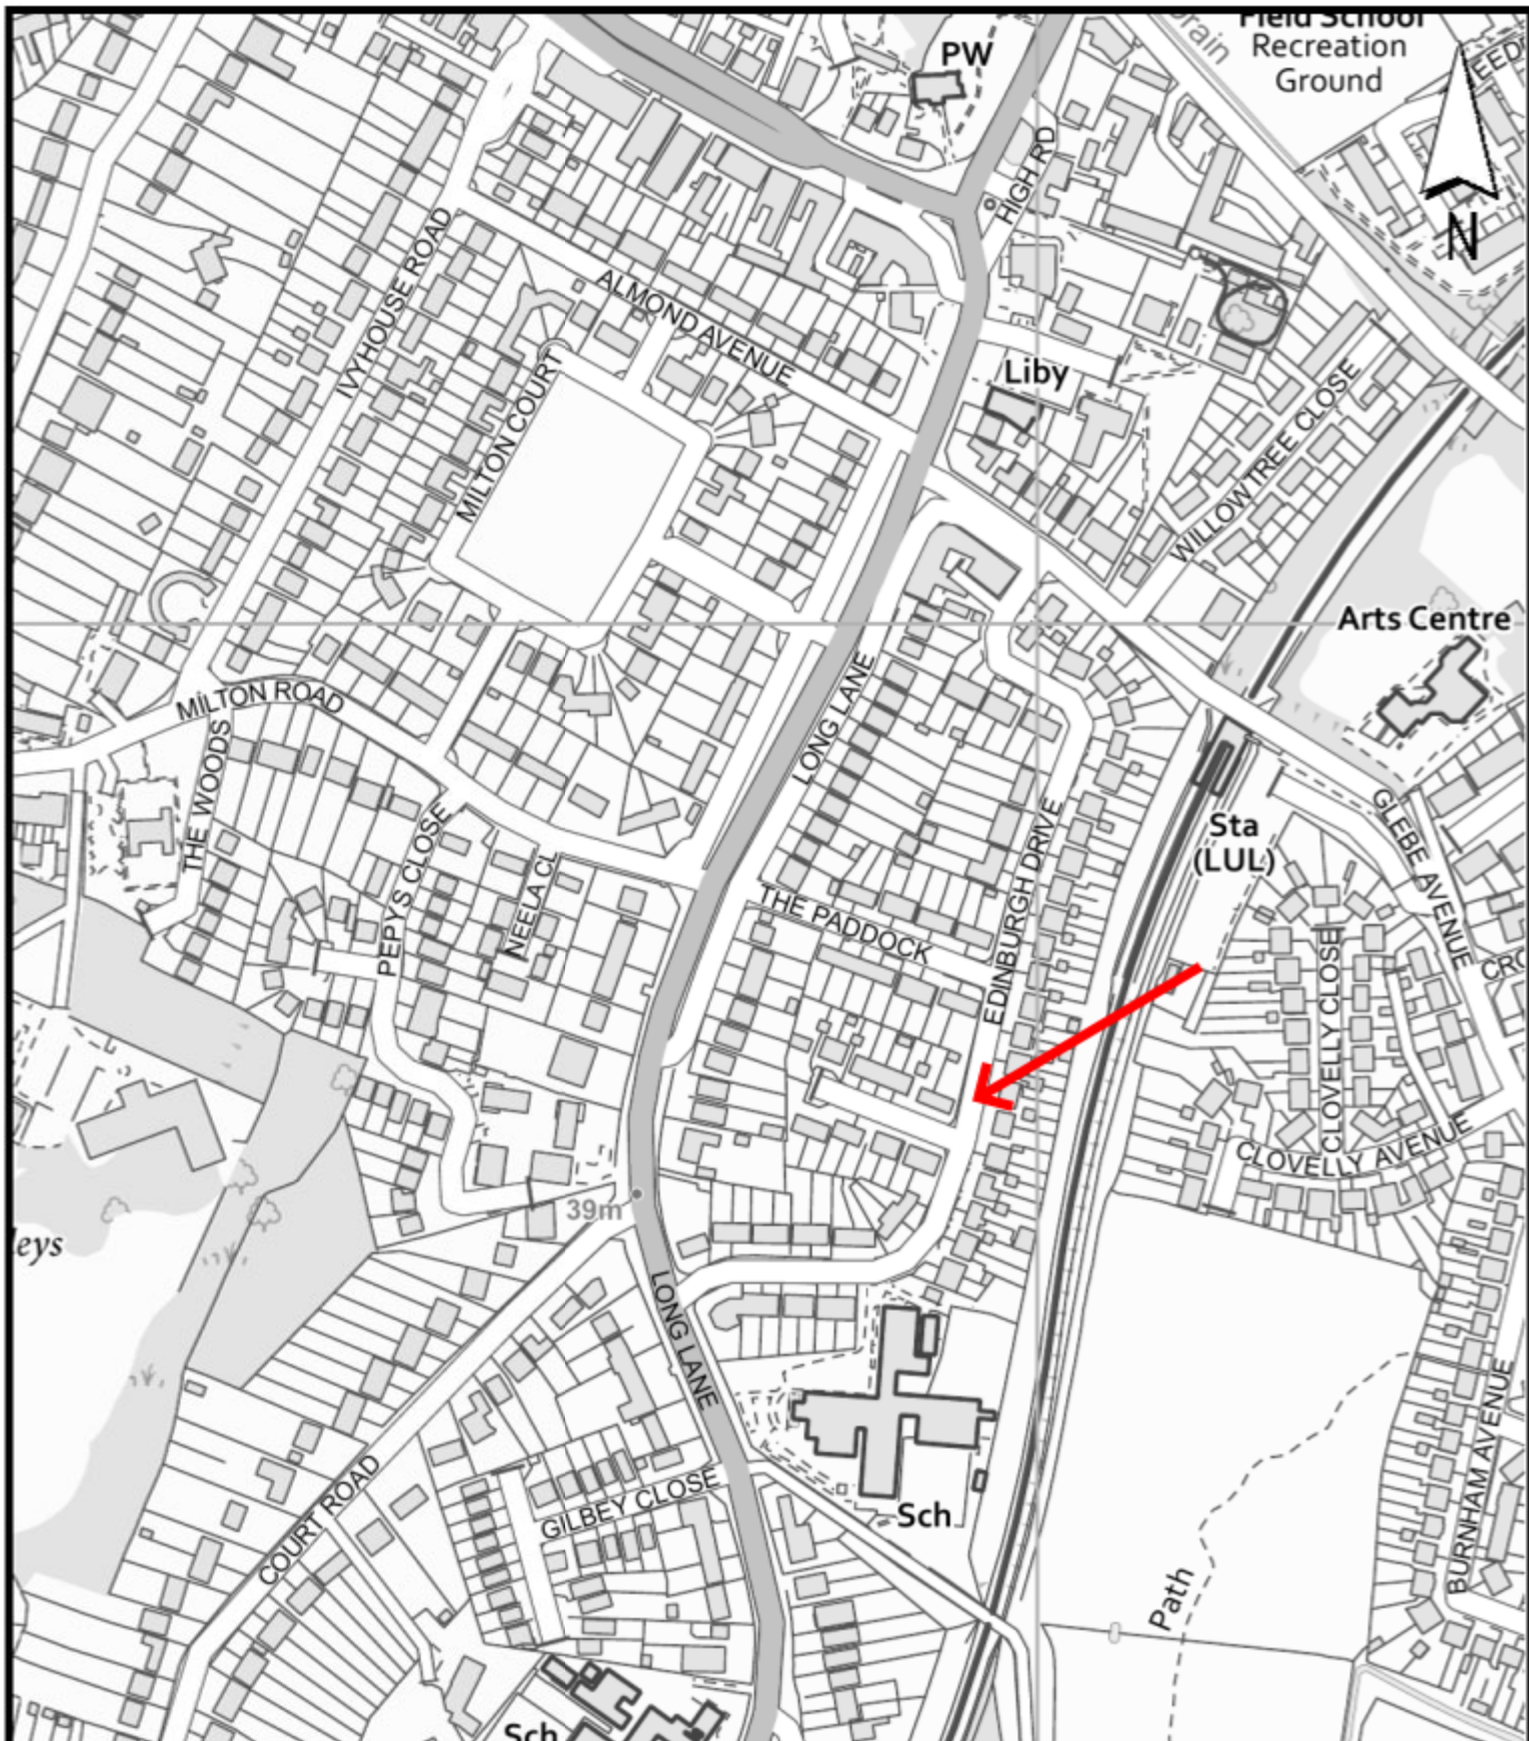 Field School
Recreation
Ground
Drain
PW
HIGH RD
N
IVYHOUSE ROAD
ALMOND AVENUE
MILTON COURT
Liby
WILLOWTREE CLOSE
Arts Centre
MILTON ROAD
THE WOODS
LONG LANE
PEPYS CLOSE
NEELA CL
EDINBURGH DRIVE
Sta
(LUL)
GLEBE AVENUE
THE PADDOCK
CLOVELLY CLOSE
CRO
CLOVELLY AVENUE
39m
leys
LONG LANE
BURNHAM AVENUE
COURT ROAD
GILBEY CLOSE
Sch
Path
Sch